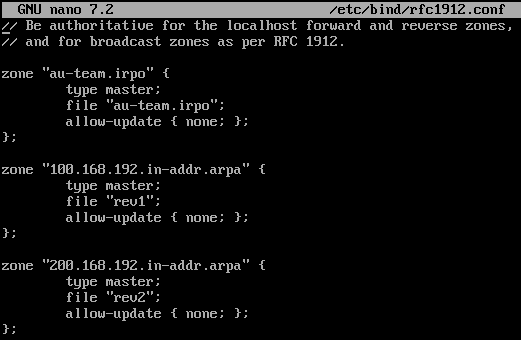 GNU nano 7.2 /etc/bind/rfc1912.conf
// Be authoritative for the localhost forward and reverse zones,
// and for broadcast zones as per RFC 1912.
zone "au-team.irpo" {
type master;
file "au-team.irpo";
allow-update { none; };
};
zone "100.168.192.in-addr.arpa" {
type master;
file "rev1";
allow-update { none; };
};
zone "200.168.192.in-addr.arpa" {
type master;
file "rev2";
allow-update { none; };
};